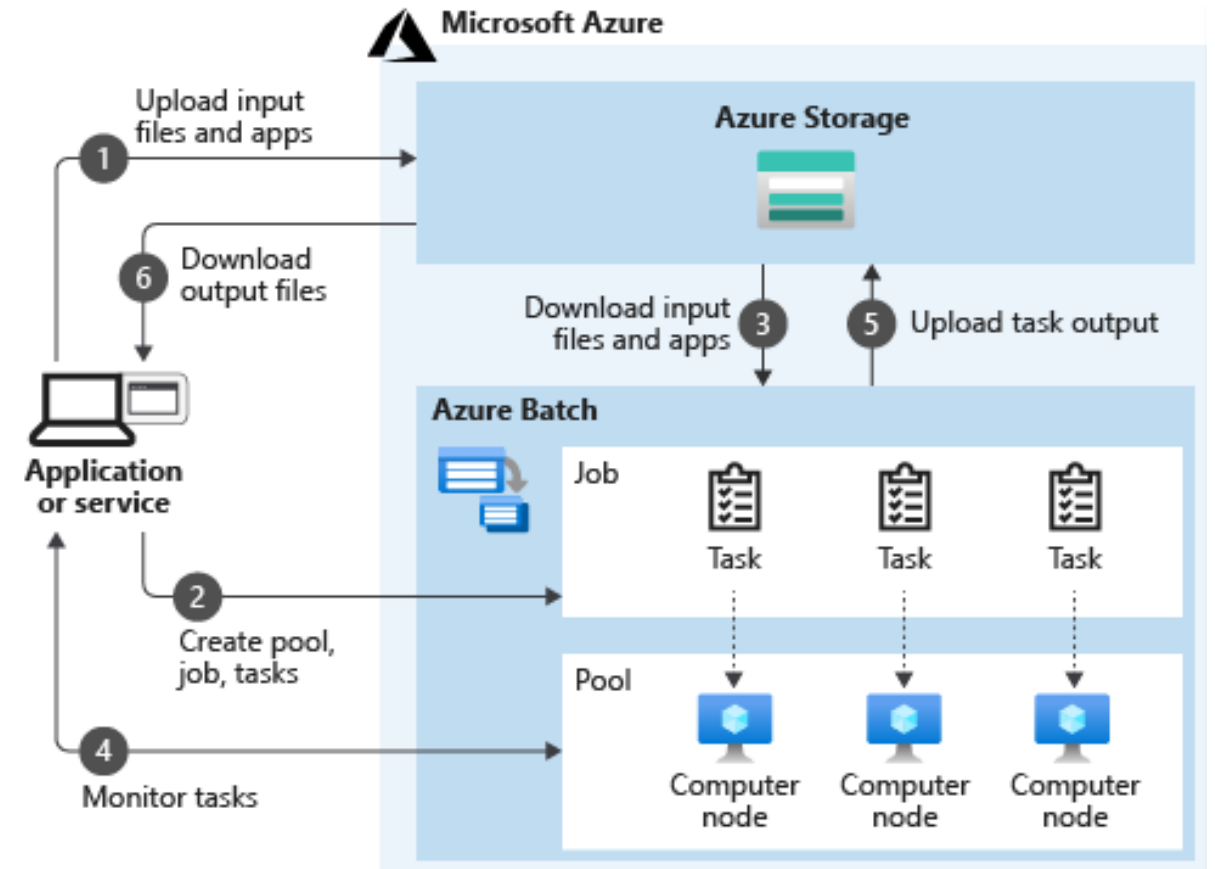 Microsoft Azure
Upload input
files and apps
1
Azure Storage
6
Download
output files
Download input
files and apps
3
5
Upload task output
Application
or service
Azure Batch
Job
Task
Task
Task
2
Create pool,
job, tasks
Pool
4
Monitor tasks
Computer
node
Computer
node
Computer
node